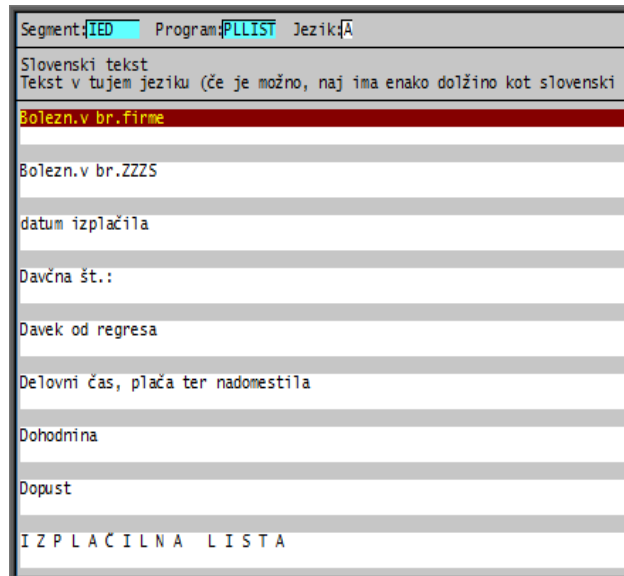 Segment:IED Program:PLLIST Jezik:A
Slovenski tekst
Tekst v tujem jeziku (če je možno, naj ima enako dolžino kot slovenski
Bolezn.v br.firme
Bolezn.v br.ZZZS
datum izplačila
Davčna št.:
Davek od regresa
Delovni čas, plača ter nadomestila
Dohodnina
Dopust
I Z P L A Č I L N A   L I S T A